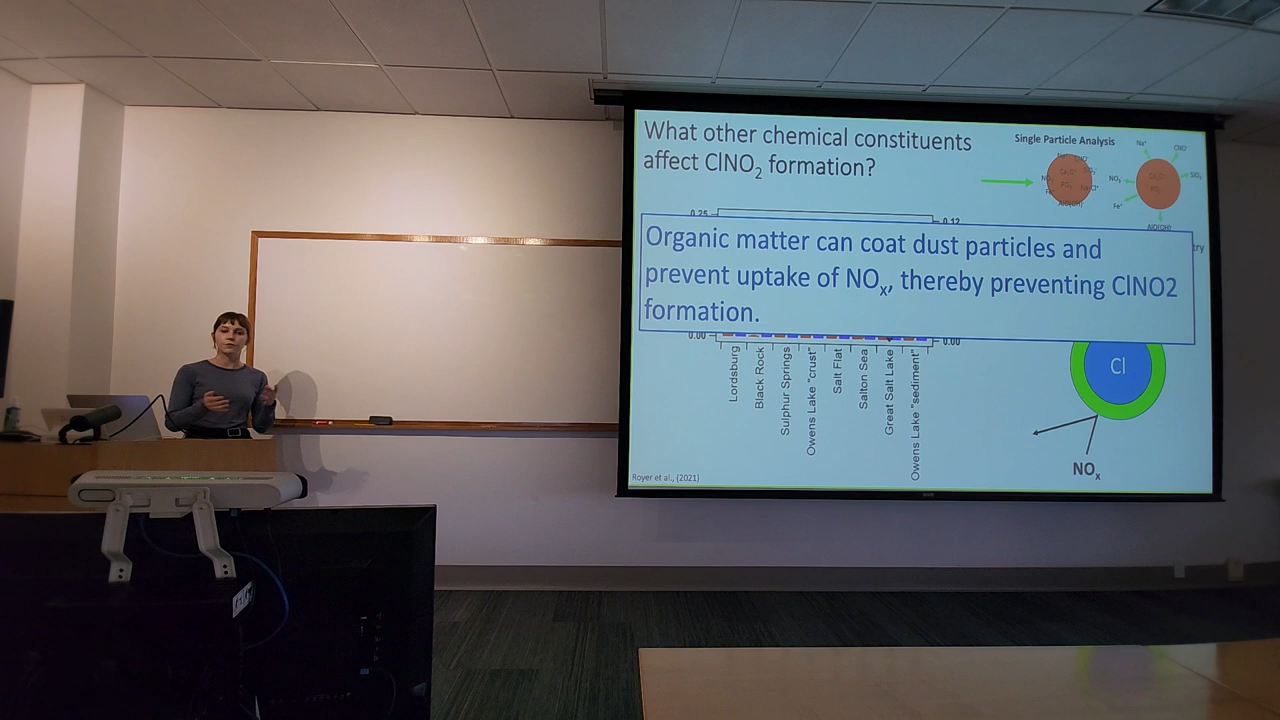 What other chemical constituents
affect ClNO₂ formation?
Single Particle Analysis
0.25
0.12
Organic matter can coat dust particles and
prevent uptake of NOₓ, thereby preventing ClNO2
formation.
0.00
0.00
Lordsburg
Black Rock
Sulphur Springs
Owens Lake "crust"
Salt Flat
Salton Sea
Great Salt Lake
Owens Lake "sediment"
Cl
NOₓ
Royer et al., (2021)